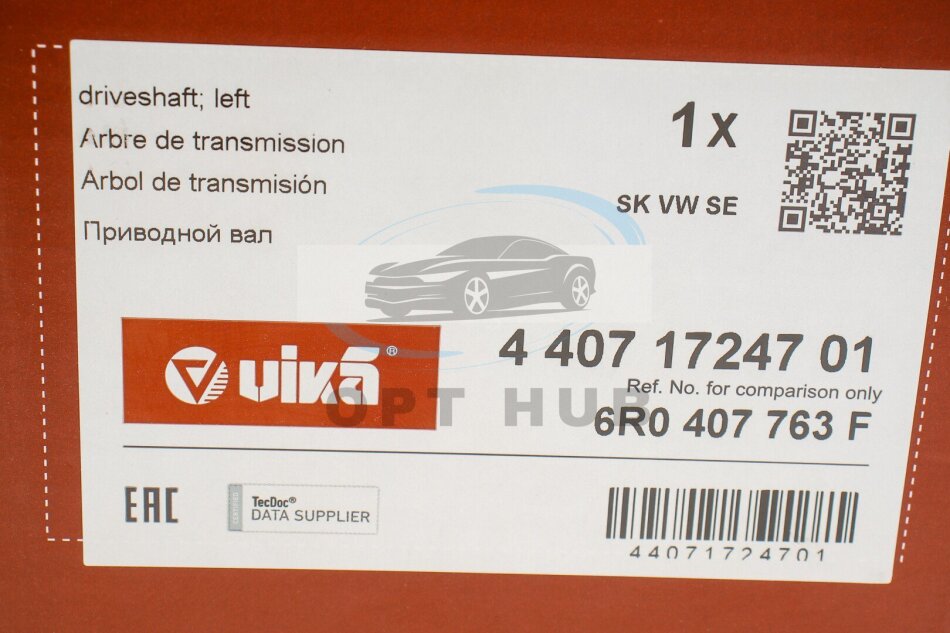 driveshaft; left
Arbre de transmission
Arbol de transmisión
Приводной вал
1x
SK VW SE
vika®
4 407 17247 01
Ref. No. for comparison only
6R0 407 763 F
OPT HUB
EAC
CERTIFIED
TecDoc®
DATA SUPPLIER
44071724701